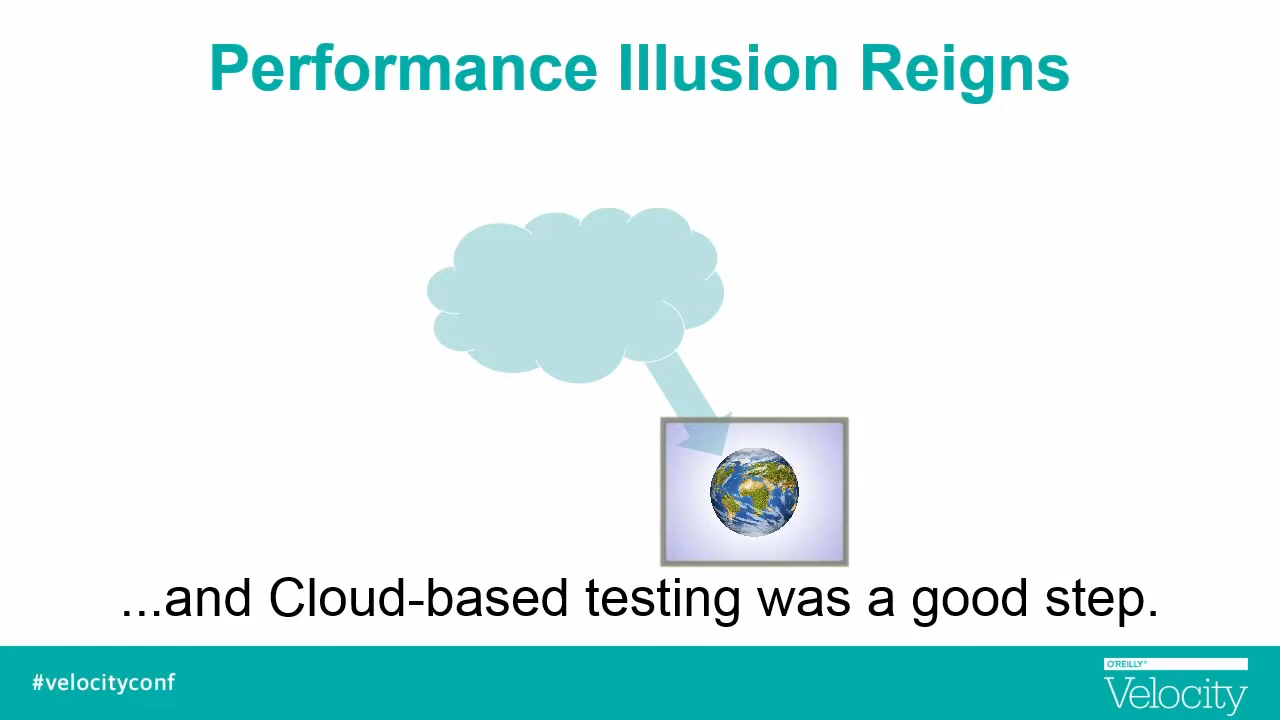 Performance Illusion Reigns
...and Cloud-based testing was a good step.
#velocityconf
O'REILLY®
Velocity